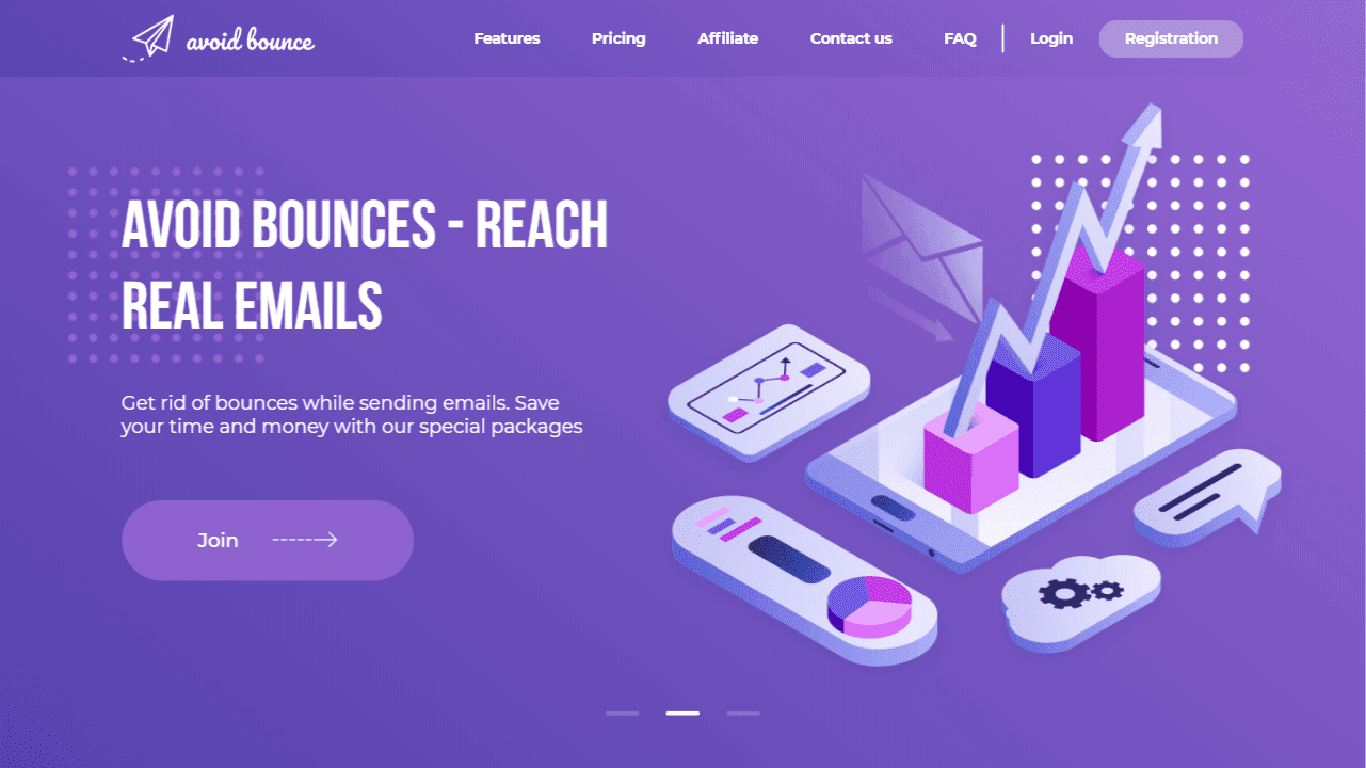 avoid bounce
Features Pricing Affiliate Contact us FAQ Login Registration
AVOID BOUNCES - REACH
REAL EMAILS
Get rid of bounces while sending emails. Save
your time and money with our special packages
Join